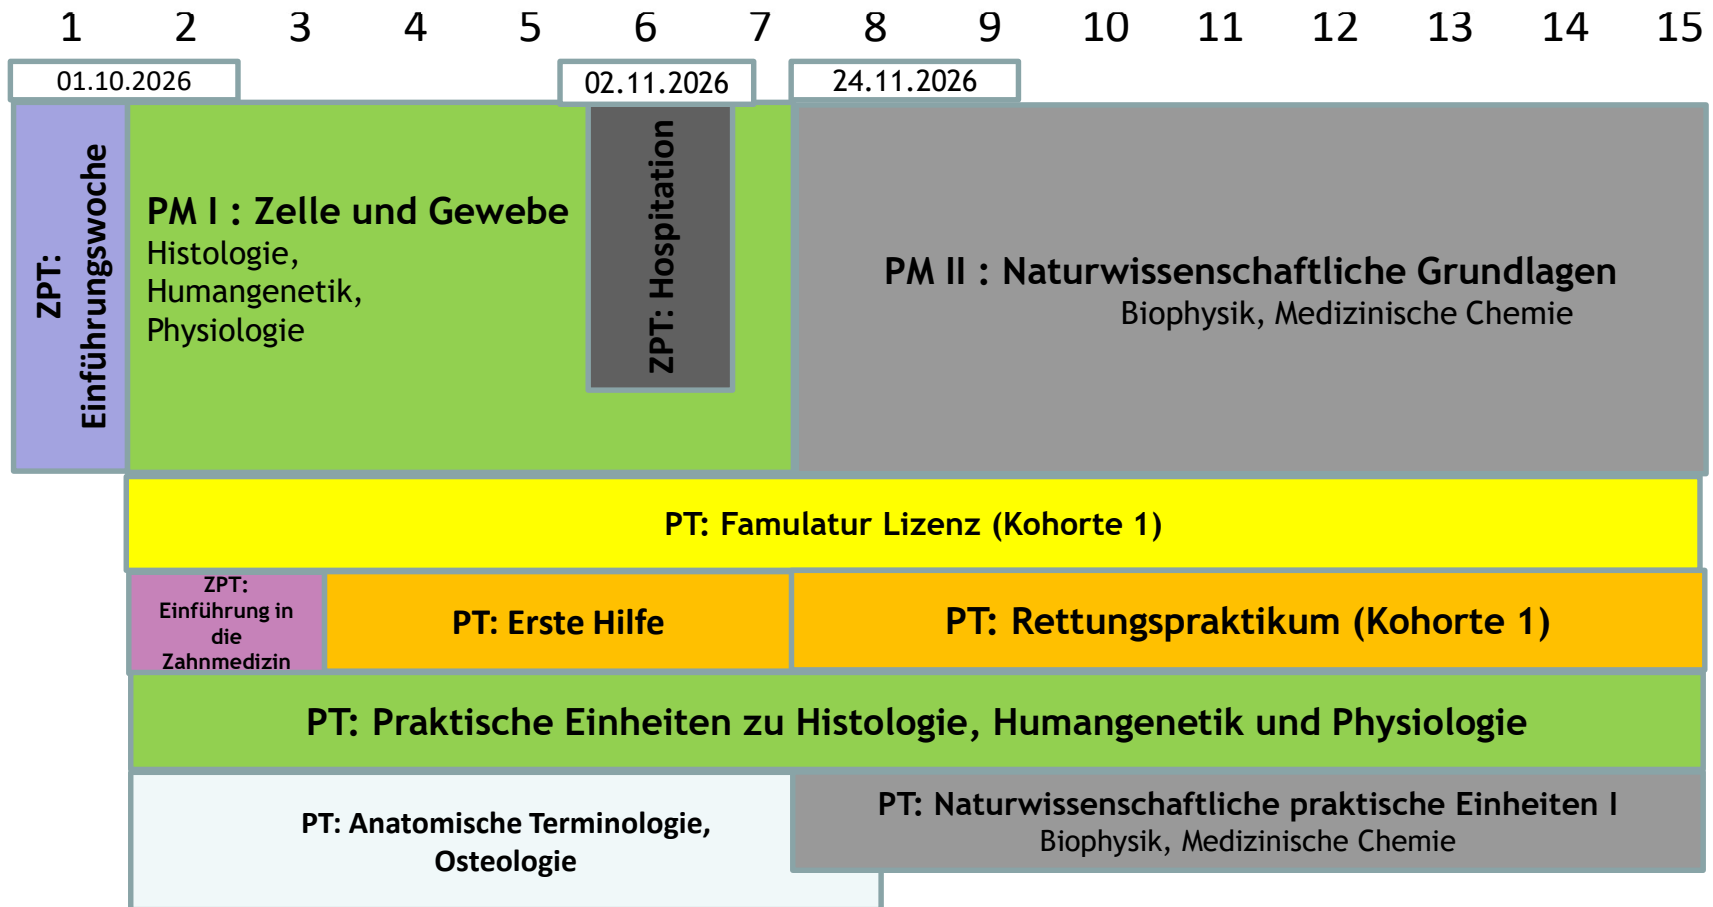 1 2 3 4 5 6 7 8 9 10 11 12 13 14 15
01.10.2026 02.11.2026 24.11.2026
ZPT:
Einführungswoche
PM I : Zelle und Gewebe
Histologie,
Humangenetik,
Physiologie
ZPT: Hospitation
PM II : Naturwissenschaftliche Grundlagen
Biophysik, Medizinische Chemie
PT: Famulatur Lizenz (Kohorte 1)
ZPT:
Einführung in
die
Zahnmedizin
PT: Erste Hilfe
PT: Rettungspraktikum (Kohorte 1)
PT: Praktische Einheiten zu Histologie, Humangenetik und Physiologie
PT: Anatomische Terminologie,
Osteologie
PT: Naturwissenschaftliche praktische Einheiten I
Biophysik, Medizinische Chemie